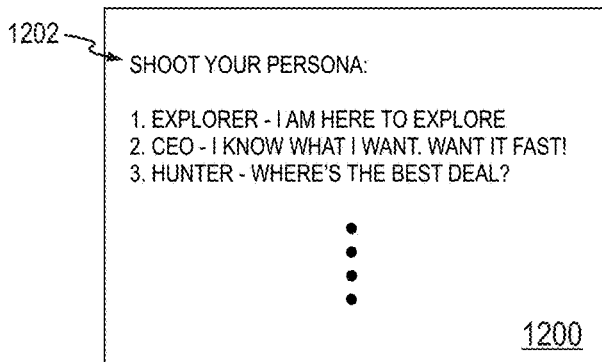 1202
SHOOT YOUR PERSONA:
1. EXPLORER - I AM HERE TO EXPLORE
2. CEO - I KNOW WHAT I WANT. WANT IT FAST!
3. HUNTER - WHERE'S THE BEST DEAL?
1200